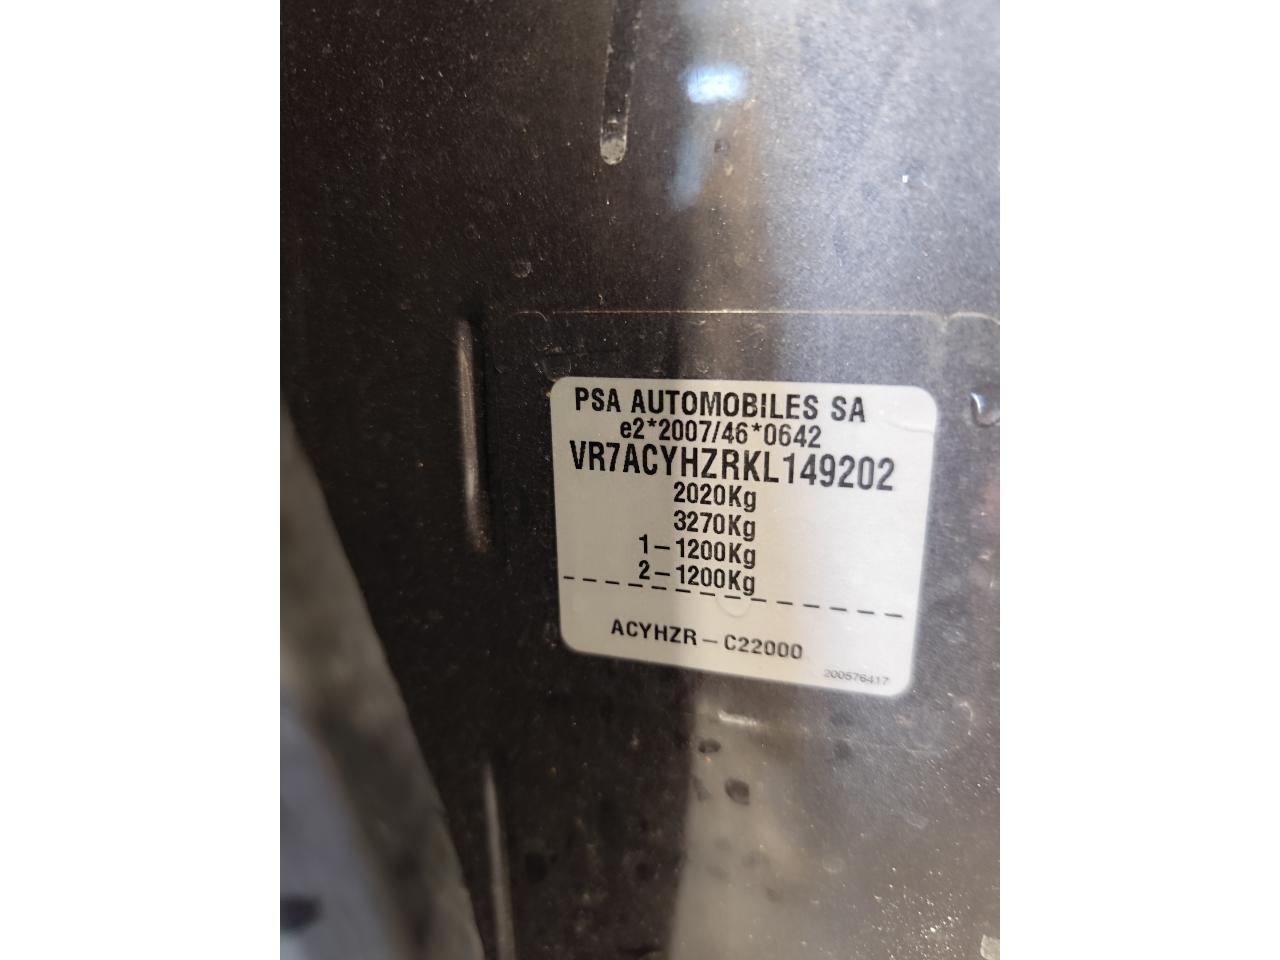 PSA AUTOMOBILES SA
e2*2007/46*0642
VR7ACYHZRKL149202
2020Kg
3270Kg
1-1200Kg
2-1200Kg
ACYHZR-C22000
200576417